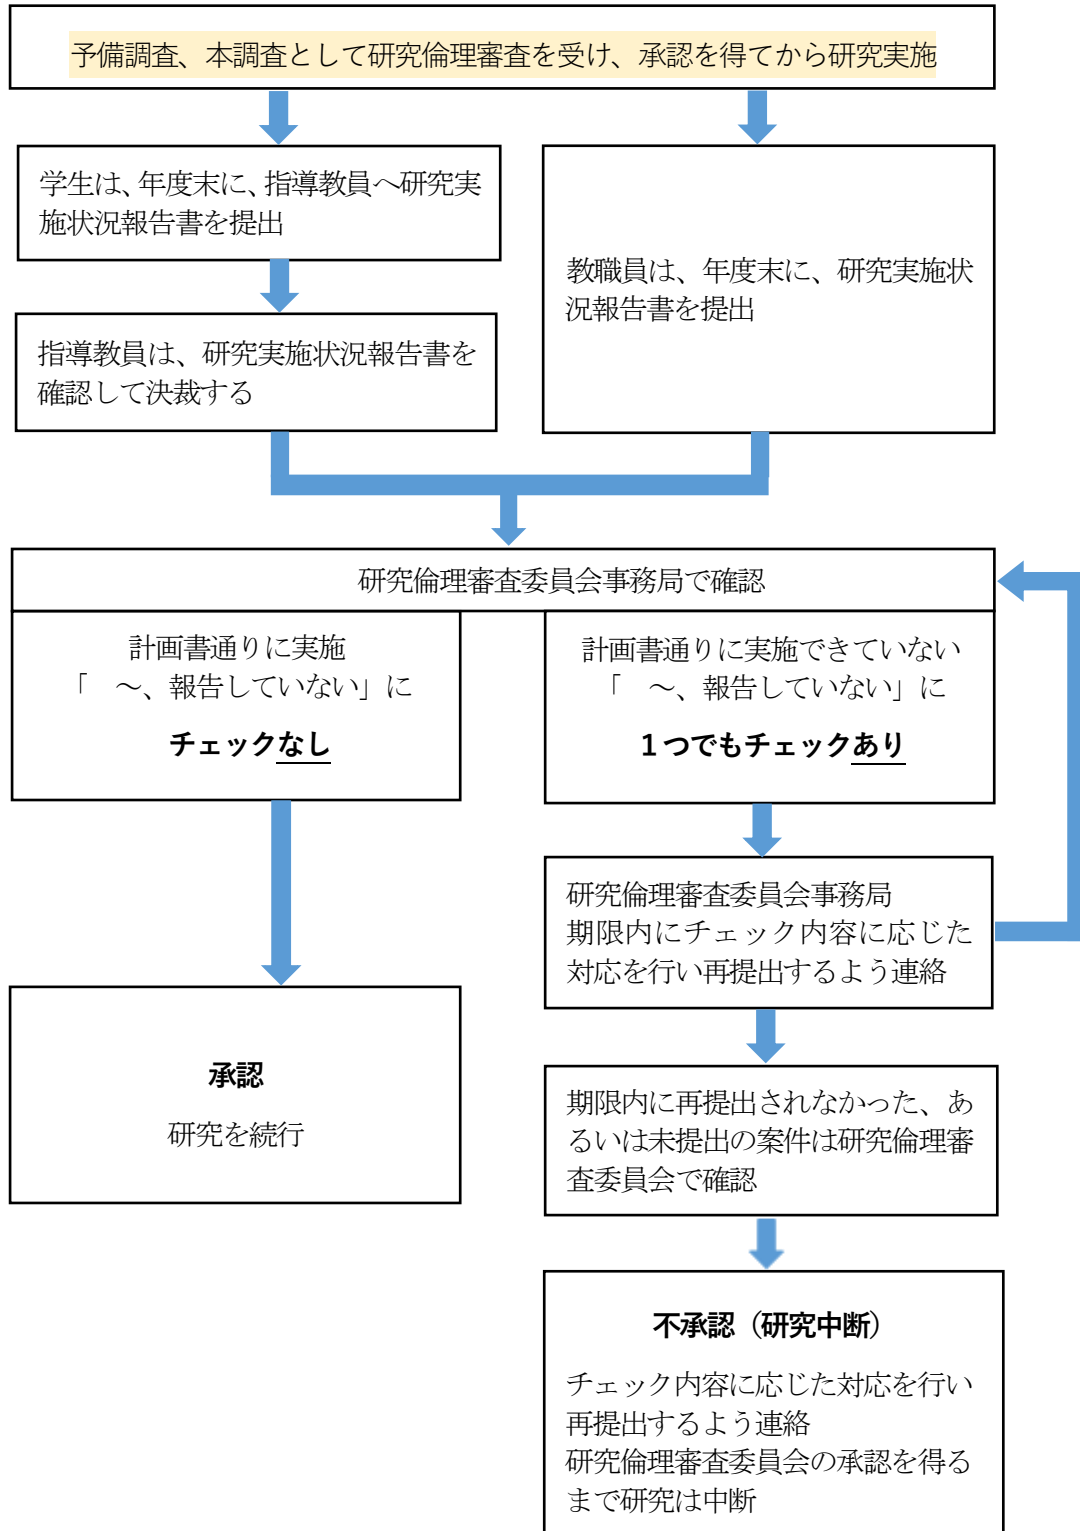 予備調査、本調査として研究倫理審査を受け、承認を得てから研究実施
学生は、年度末に、指導教員へ研究実
施状況報告書を提出
教職員は、年度末に、研究実施状
況報告書を提出
指導教員は、研究実施状況報告書を
確認して決裁する
研究倫理審査委員会事務局で確認
計画書通りに実施
「　～、報告していない」に
チェックなし
計画書通りに実施できていない
「　～、報告していない」に
１つでもチェックあり
研究倫理審査委員会事務局
期限内にチェック内容に応じた
対応を行い再提出するよう連絡
承認
研究を続行
期限内に再提出されなかった、あ
るいは未提出の案件は研究倫理審
査委員会で確認
不承認（研究中断）
チェック内容に応じた対応を行い
再提出するよう連絡
研究倫理審査委員会の承認を得る
まで研究は中断